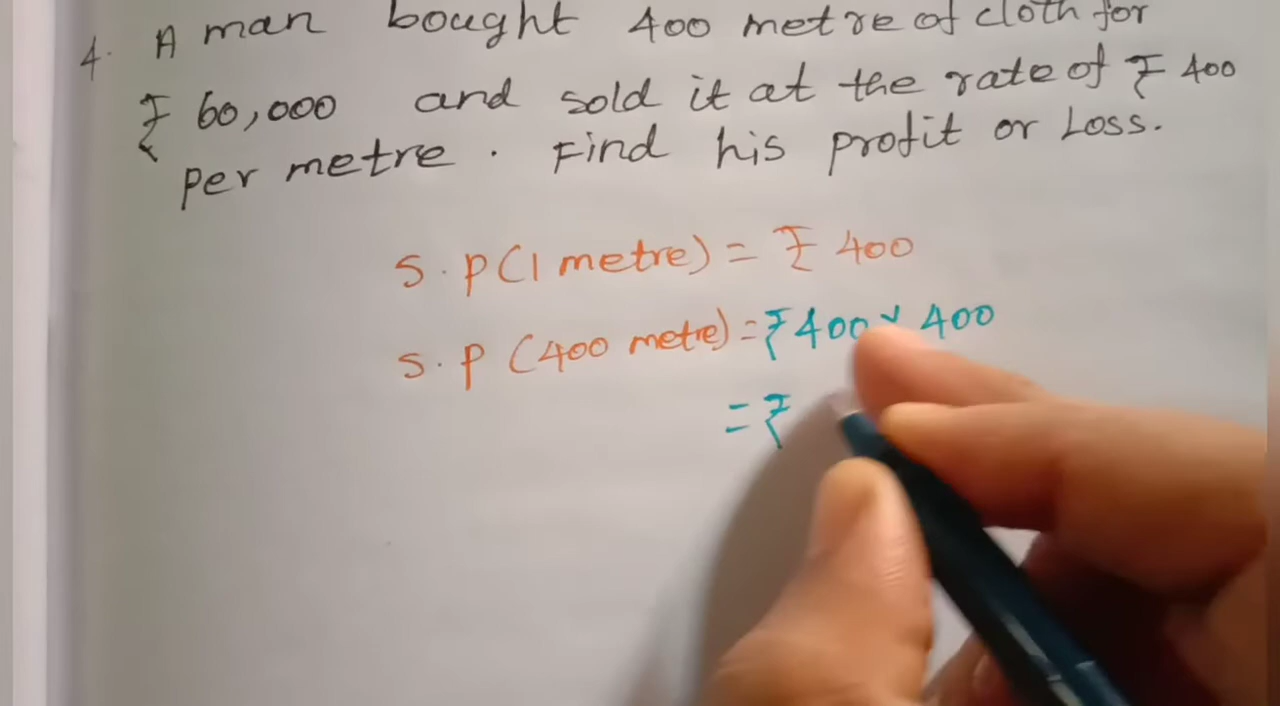 4. A man bought 400 metre of cloth for
₹ 60,000 and sold it at the rate of ₹ 400
per metre. Find his profit or Loss.
S.P (1 metre) = ₹ 400
S.P (400 metre) = ₹ 400 × 400
= ₹